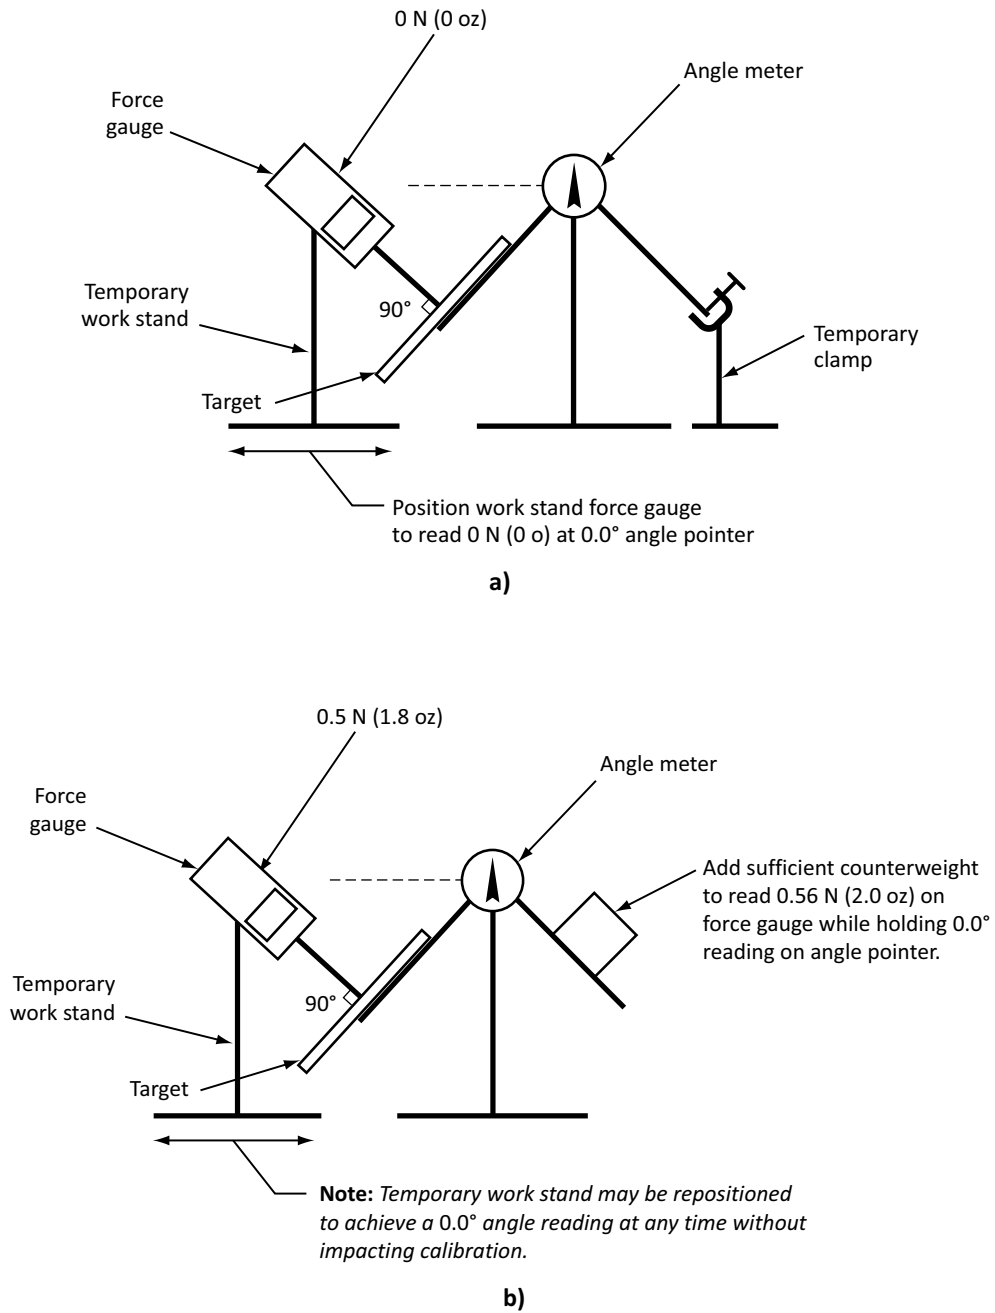 0 N (0 oz)
Angle meter
Force
gauge
90°
Temporary
work stand
Temporary
clamp
Target
Position work stand force gauge
to read 0 N (0 o) at 0.0° angle pointer
a)
0.5 N (1.8 oz)
Angle meter
Force
gauge
Add sufficient counterweight
to read 0.56 N (2.0 oz) on
force gauge while holding 0.0°
reading on angle pointer.
Temporary
work stand
90°
Target
Note: Temporary work stand may be repositioned
to achieve a 0.0° angle reading at any time without
impacting calibration.
b)